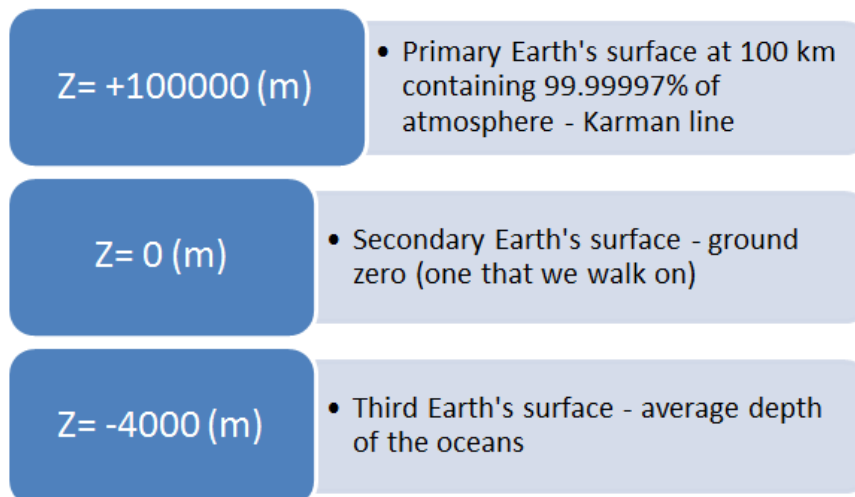 Z= +100000 (m)
• Primary Earth's surface at 100 km
containing 99.99997% of
atmosphere - Karman line
Z= 0 (m)
• Secondary Earth's surface - ground
zero (one that we walk on)
Z= -4000 (m)
• Third Earth's surface - average depth
of the oceans